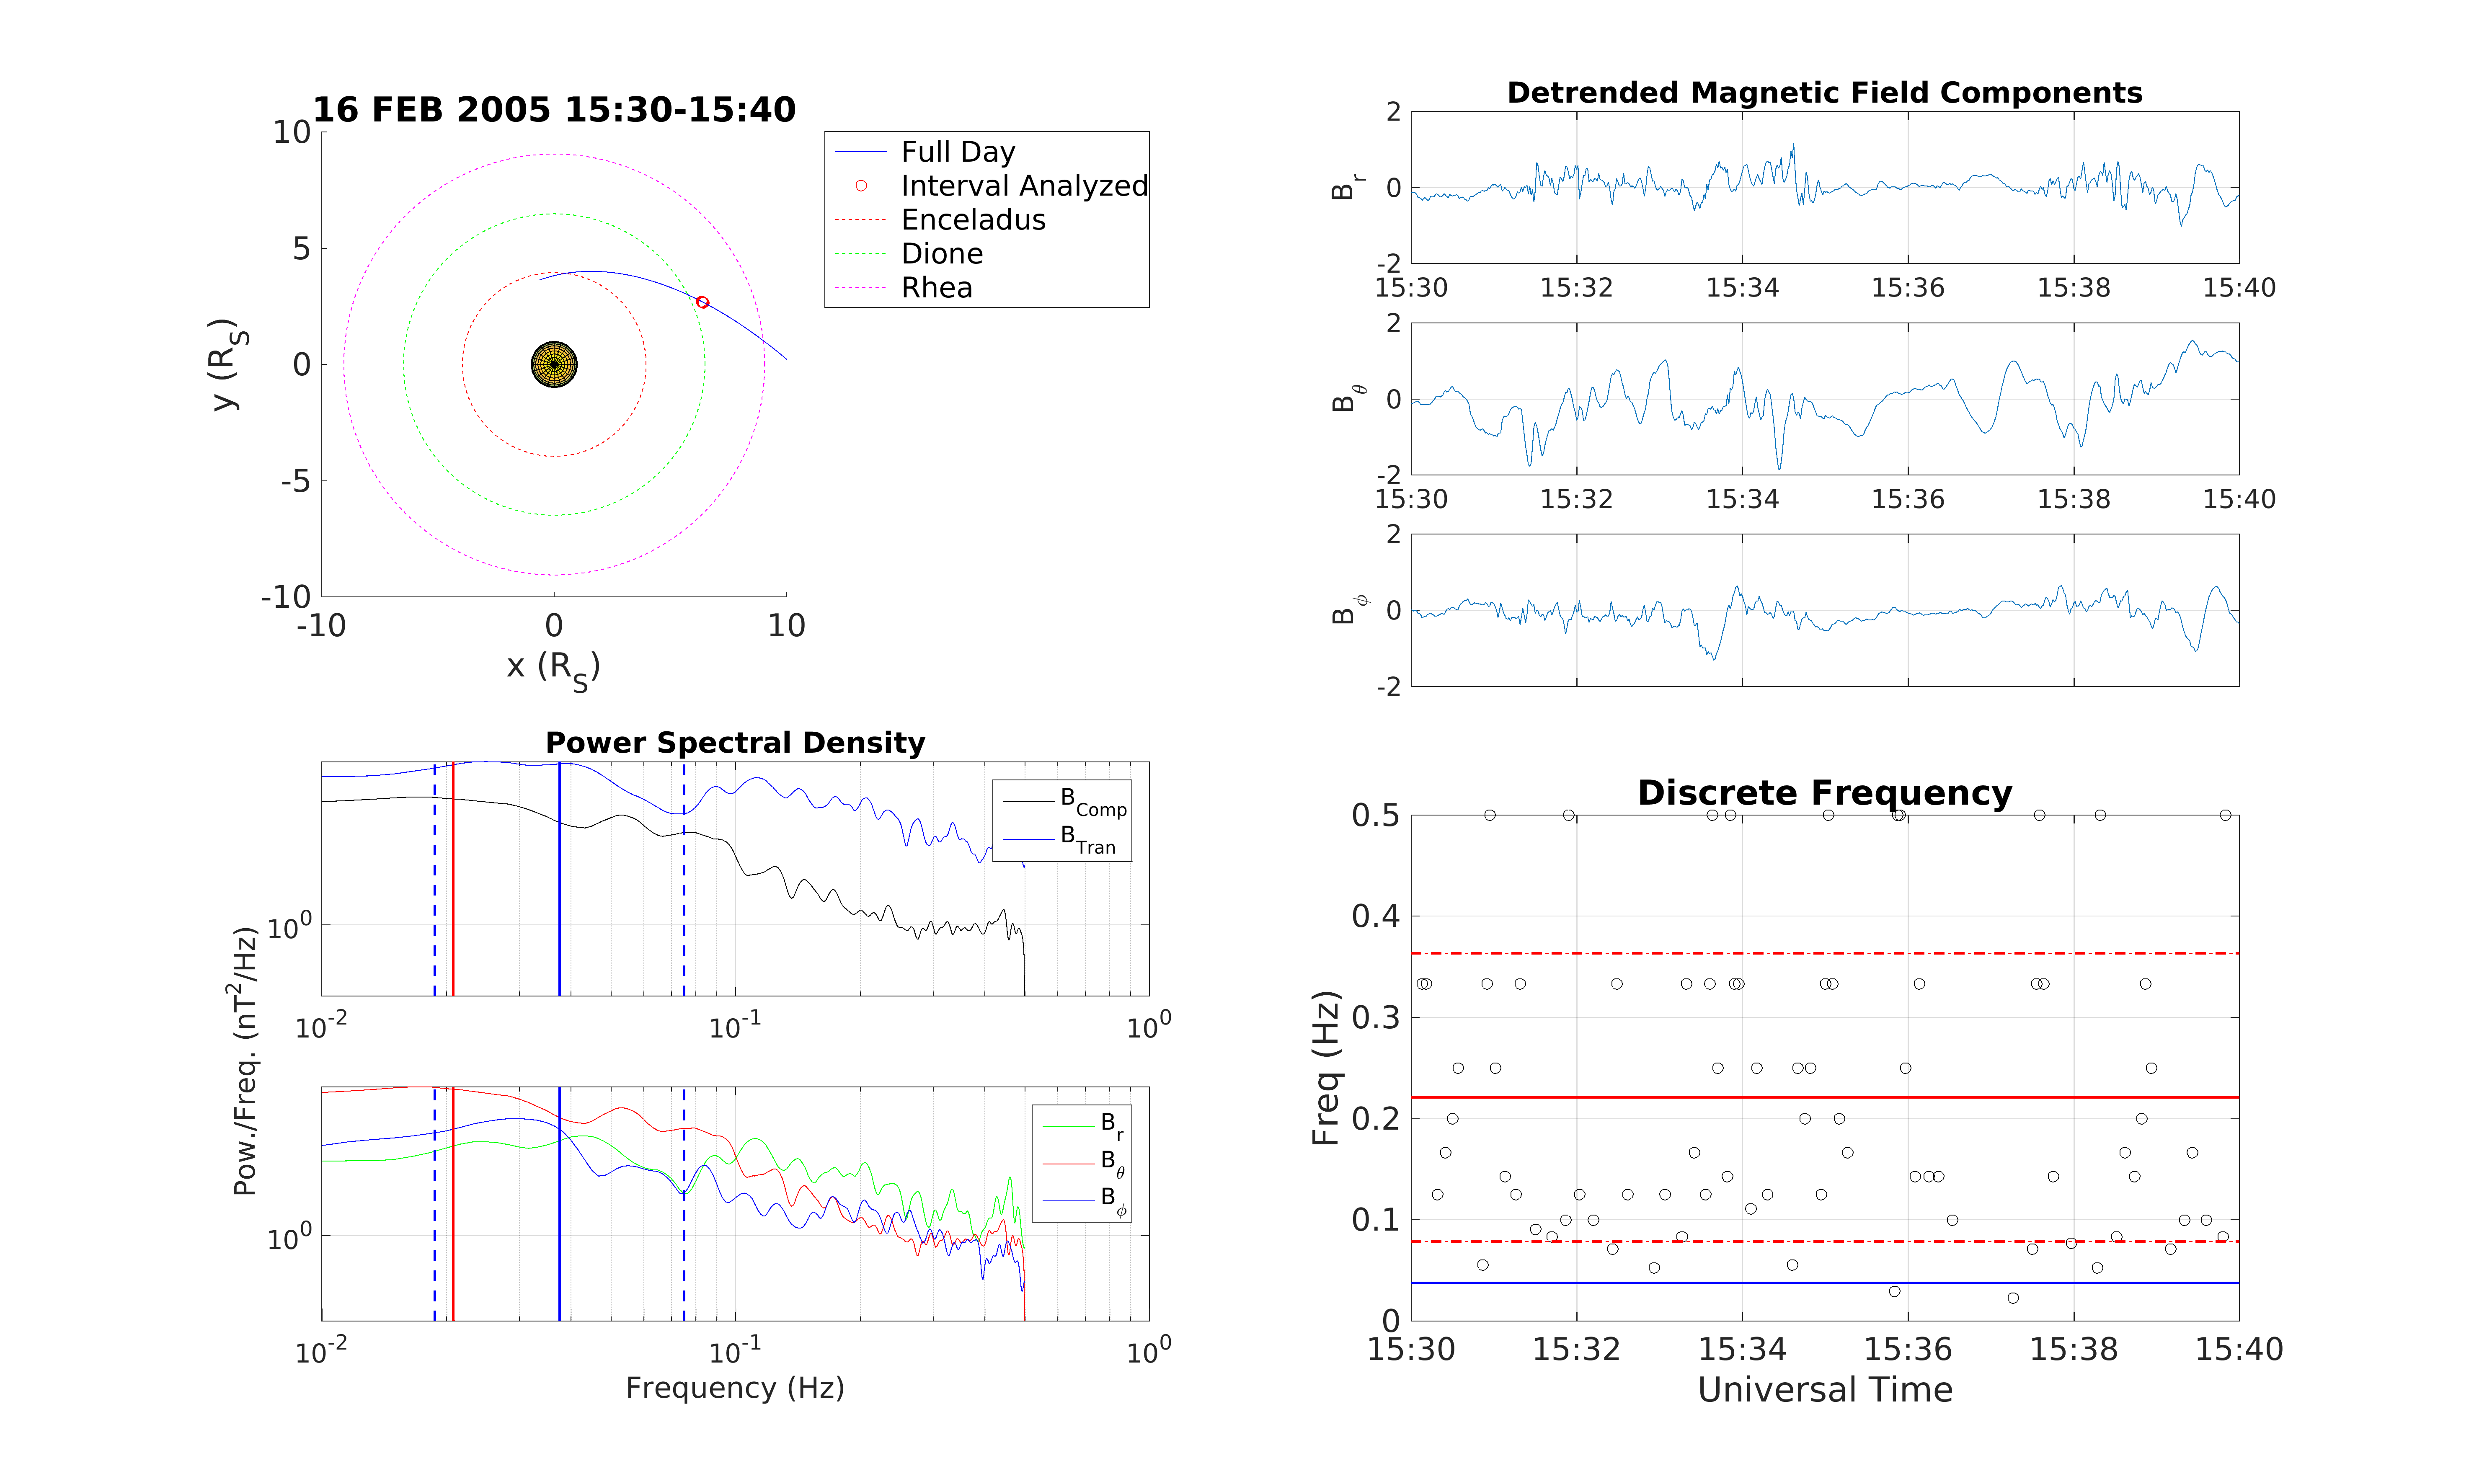 16 FEB 2005 15:30-15:40
10
5
0
-5
-10
-10 0 10
y (R_S)
x (R_S)
Full Day
Interval Analyzed
Enceladus
Dione
Rhea
Detrended Magnetic Field Components
2
0
-2
B_r
15:30 15:32 15:34 15:36 15:38 15:40
2
0
-2
B_θ
15:30 15:32 15:34 15:36 15:38 15:40
2
0
-2
B_ϕ
Power Spectral Density
10^0
B_Comp
B_Tran
10^-2 10^-1 10^0
Pow./Freq. (nT^2/Hz)
10^0
B_r
B_θ
B_ϕ
10^-2 10^-1 10^0
Frequency (Hz)
Discrete Frequency
0.5
0.4
0.3
0.2
0.1
0
Freq (Hz)
15:30 15:32 15:34 15:36 15:38 15:40
Universal Time